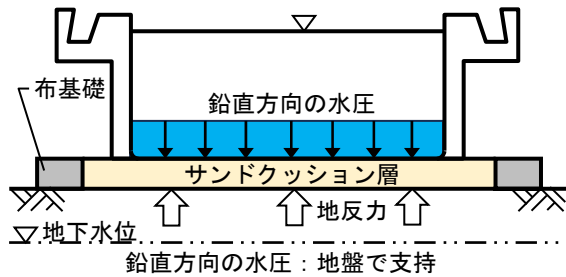 布基礎
鉛直方向の水圧
サンドクッション層
地反力
地下水位
鉛直方向の水圧：地盤で支持